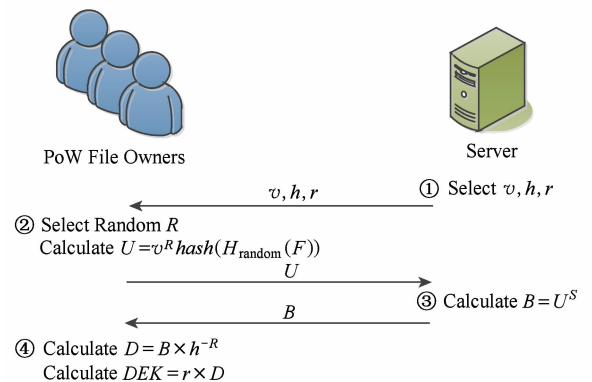 PoW File Owners
Server
① Select υ, h, r
υ, h, r
② Select Random R
Calculate U=υ^R hash(H_random(F))
U
③ Calculate B=U^S
B
④ Calculate D=B×h^{-R}
Calculate DEK=r×D